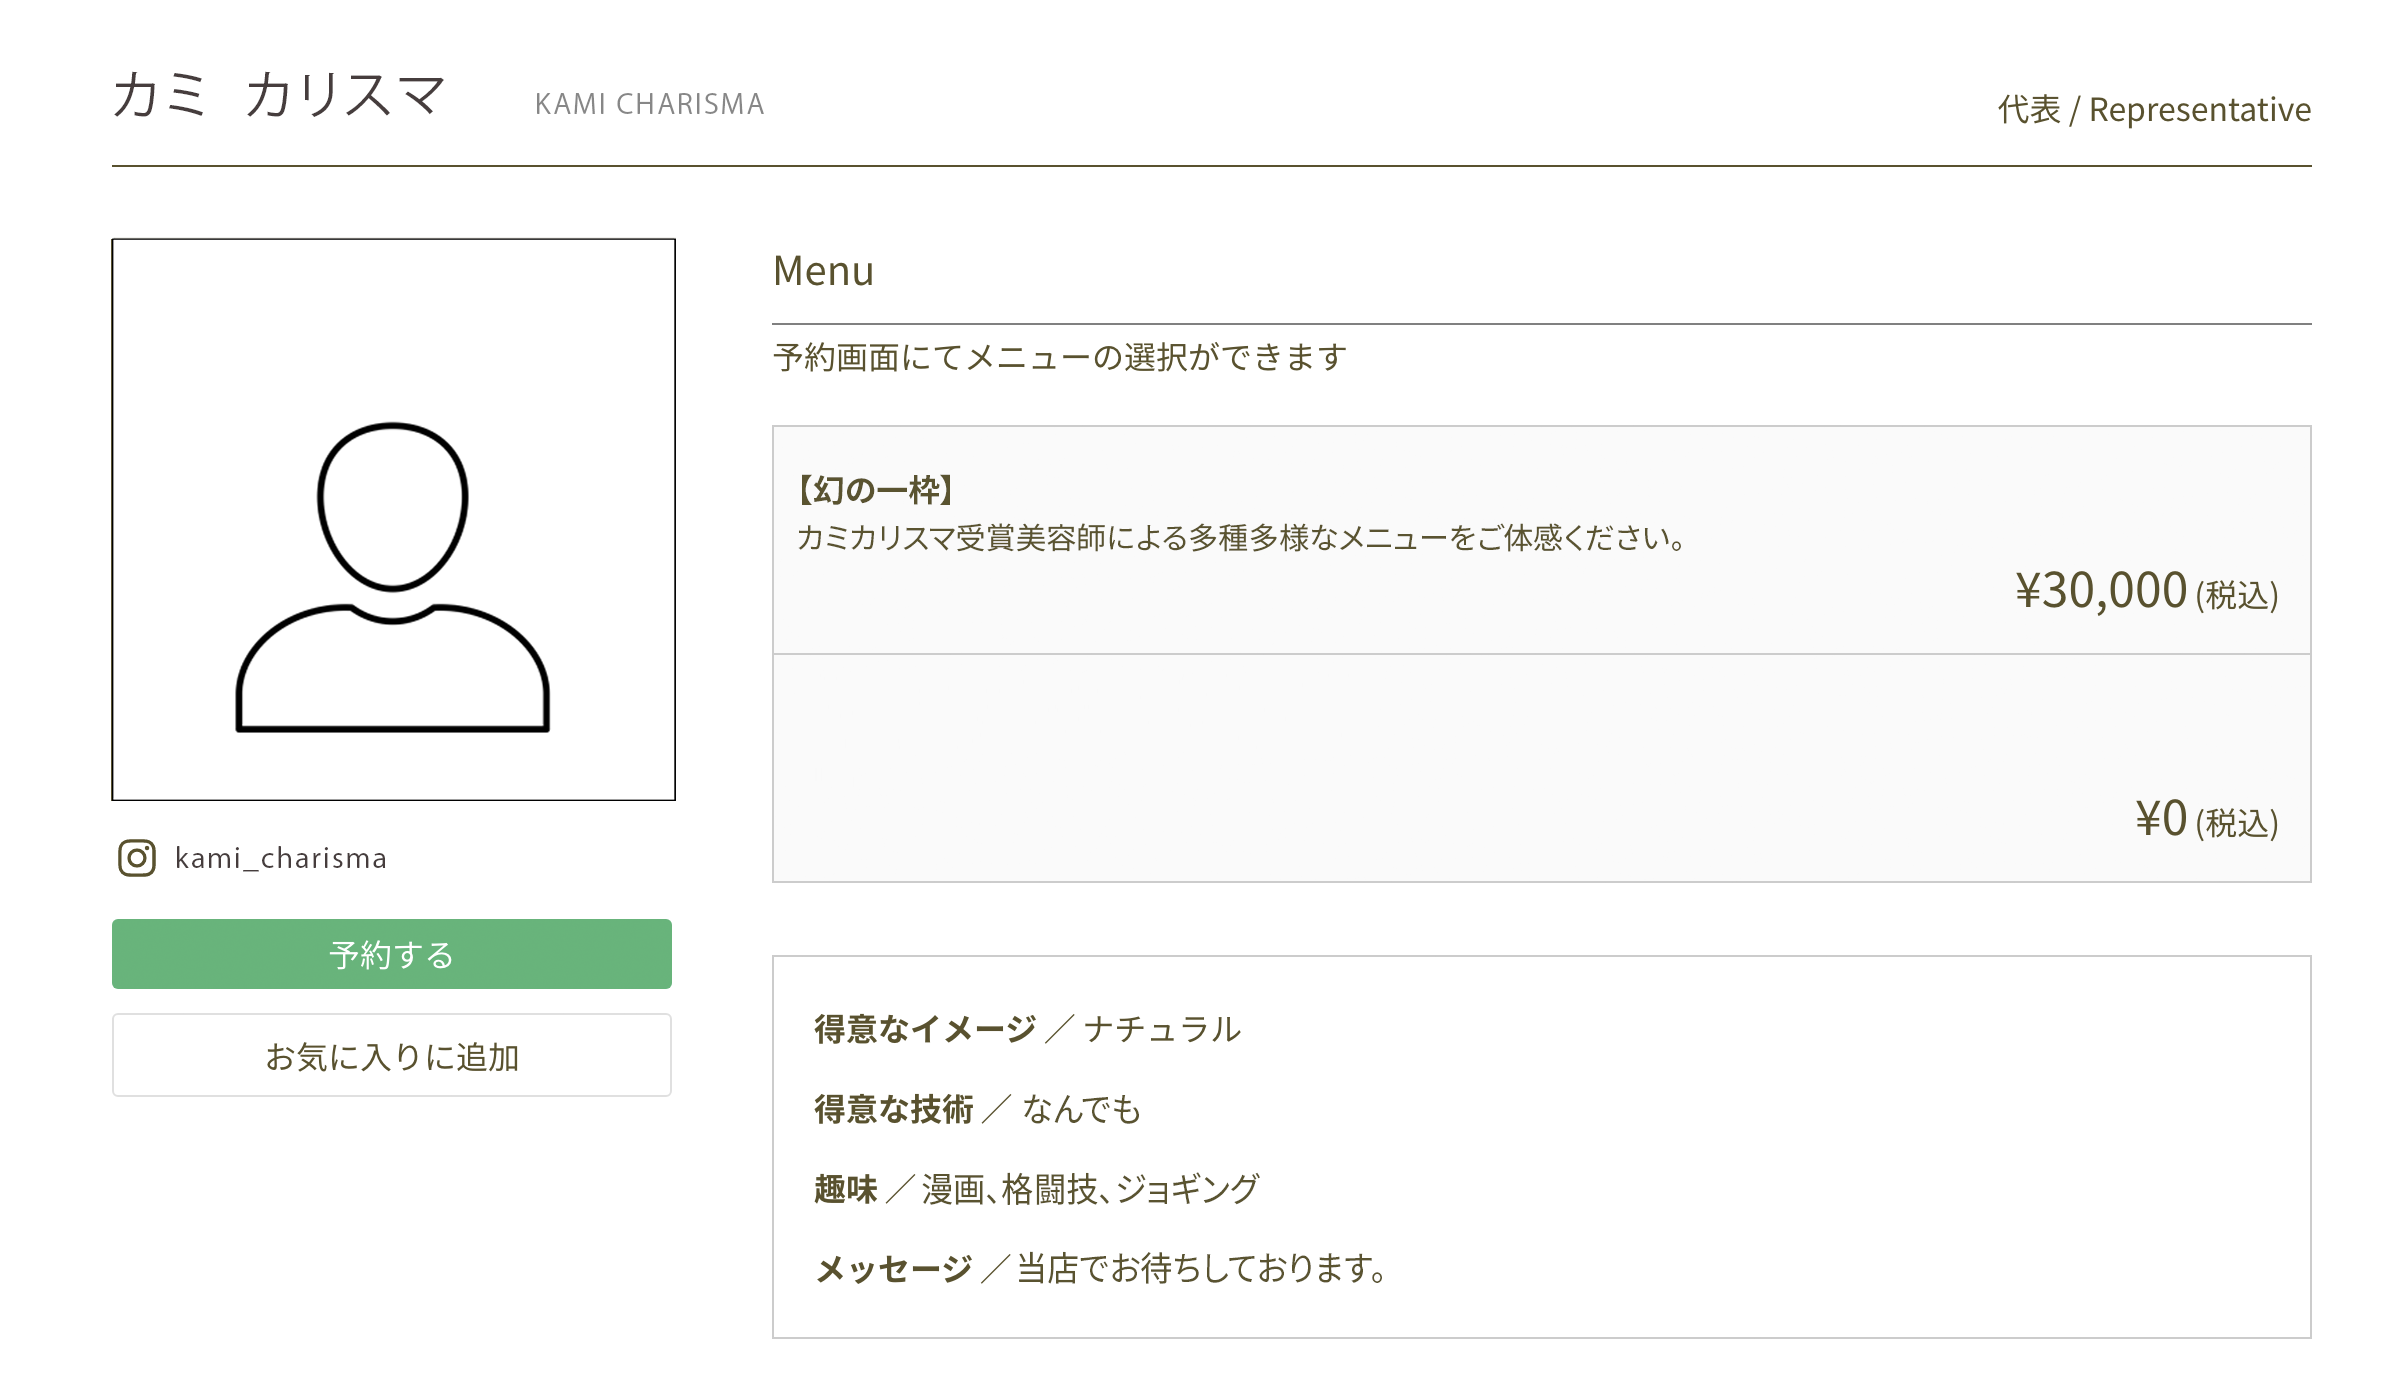 カミ カリスマ KAMI CHARISMA 代表 / Representative
kami_charisma
予約する
お気に入りに追加
Menu
予約画面にてメニューの選択ができます
【幻の一枠】
カミカリスマ受賞美容師による多種多様なメニューをご体感ください。
¥30,000 (税込)
¥0 (税込)
得意なイメージ ／ ナチュラル
得意な技術 ／ なんでも
趣味 ／ 漫画、格闘技、ジョギング
メッセージ ／ 当店でお待ちしております。